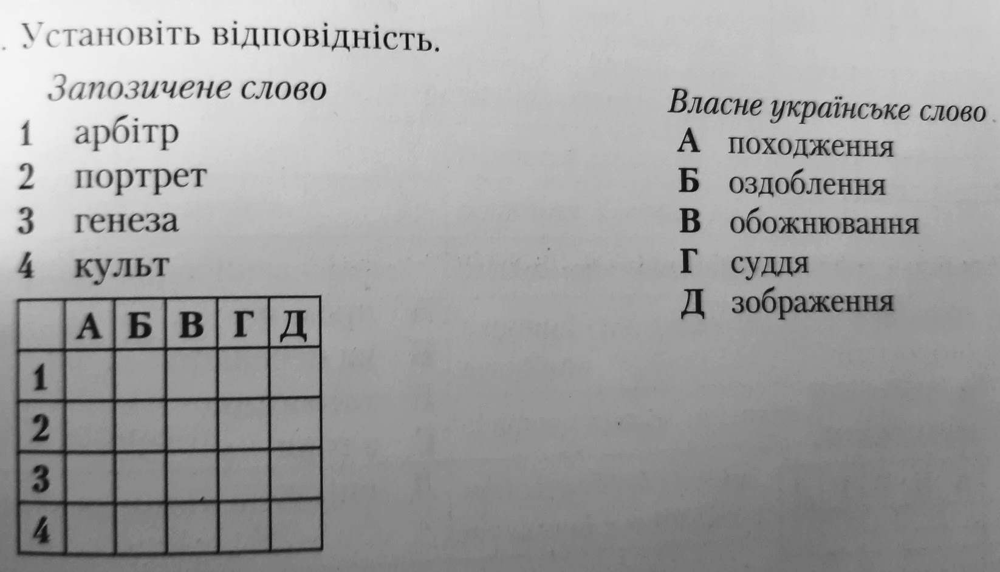 . Установіть відповідність.
Запозичене слово
1 арбітр
2 портрет
3 генеза
4 культ
Власне українське слово
А походження
Б оздоблення
В обожнювання
Г суддя
Д зображення
А Б В Г Д
1
2
3
4